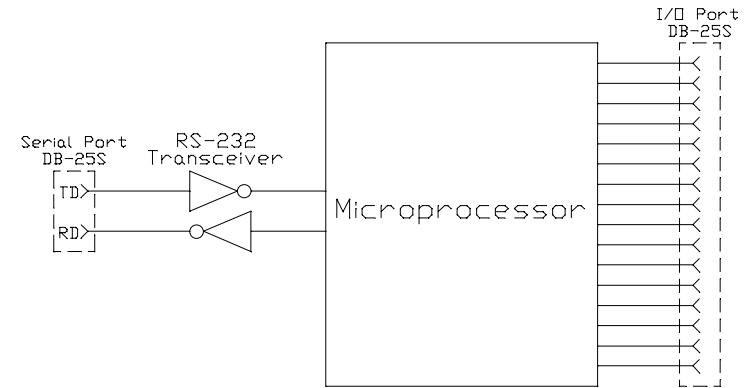 I/O Port
DB-25S
Serial Port
DB-25S
RS-232
Transceiver
TD
RD
Microprocessor